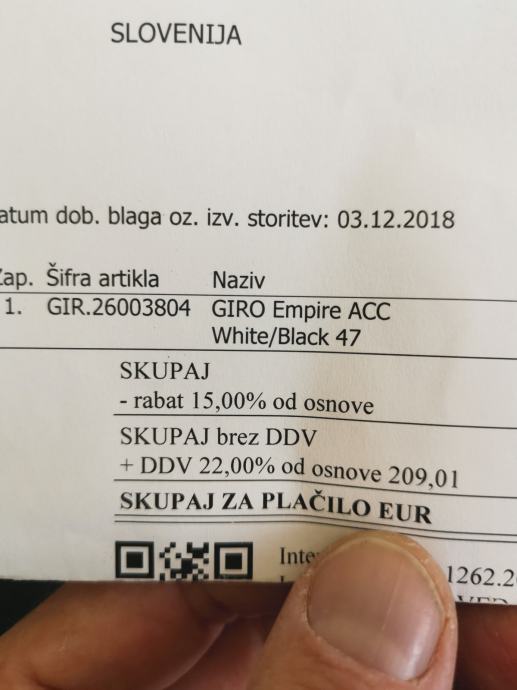 SLOVENIJA
atum dob. blaga oz. izv. storitev: 03.12.2018
Zap. Šifra artikla Naziv
1. GIR.26003804 GIRO Empire ACC
White/Black 47
SKUPAJ
- rabat 15,00% od osnove
SKUPAJ brez DDV
+ DDV 22,00% od osnove 209,01
SKUPAJ ZA PLAČILO EUR
Inte 1262.2